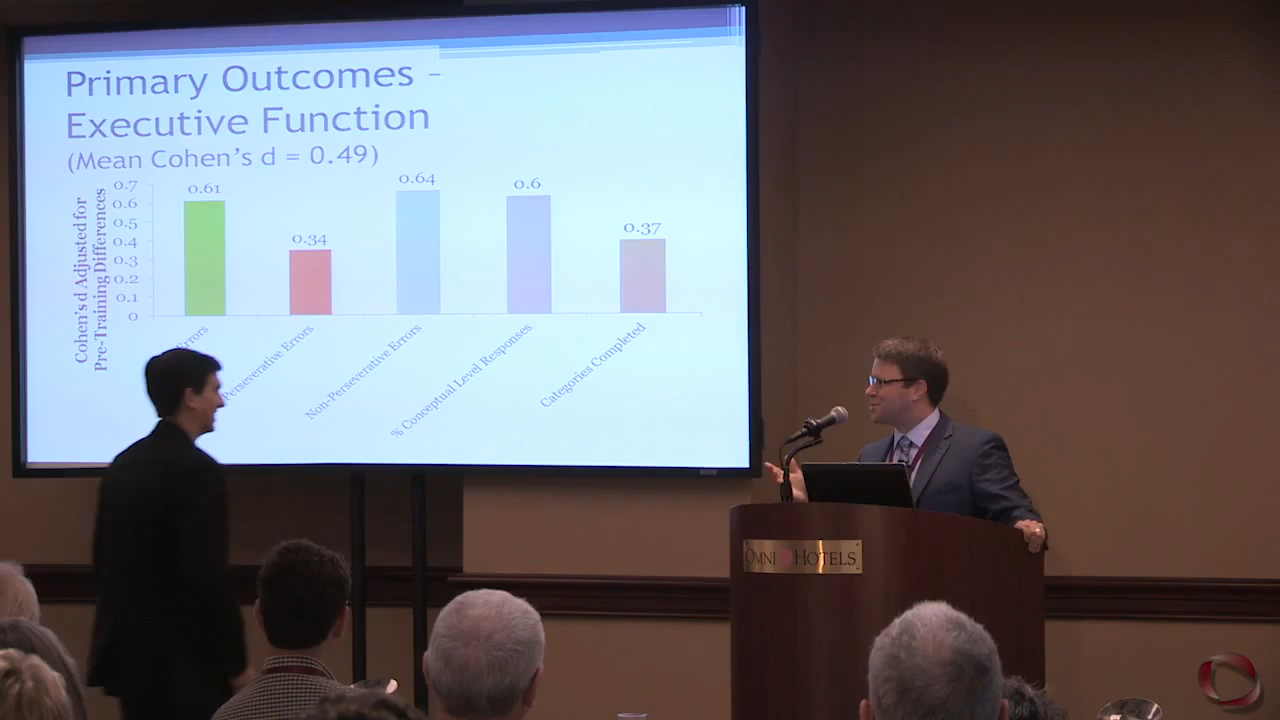 Primary Outcomes –
Executive Function
(Mean Cohen's d = 0.49)
Cohen's d Adjusted for
Pre-Training Differences
0.7
0.6
0.5
0.4
0.3
0.2
0.1
0
0.61
0.34
0.64
0.6
0.37
Errors
Perseverative Errors
Non-Perseverative Errors
% Conceptual Level Responses
Categories Completed
OMNI HOTELS